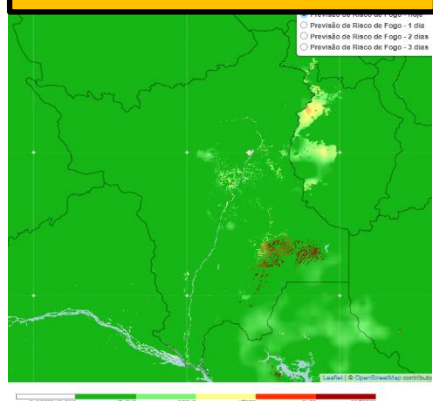 Previsão de Risco de Fogo - hoje
Previsão de Risco de Fogo - 1 dia
Previsão de Risco de Fogo - 2 dias
Previsão de Risco de Fogo - 3 dias
Leaflet | © OpenStreetMap contributo